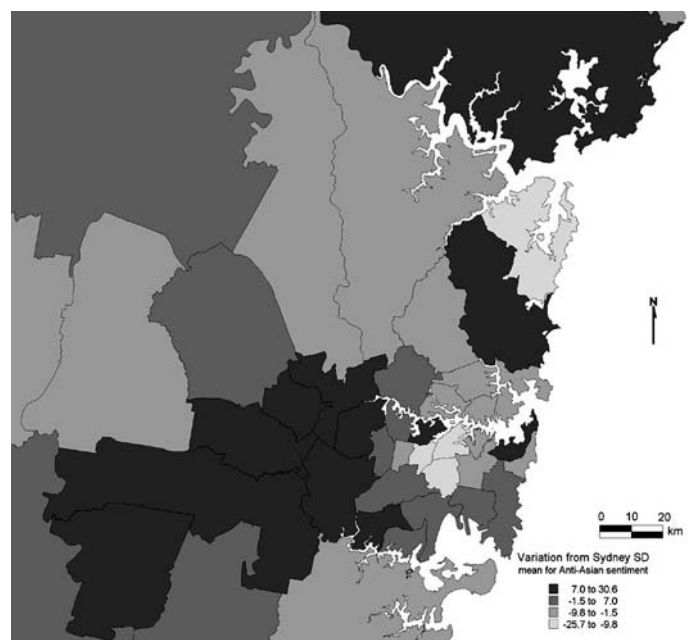 N
0 10 20
km
Variation from Sydney SD
mean for Anti-Asian sentiment
7.0 to 30.6
-1.5 to 7.0
-9.8 to -1.5
-25.7 to -9.8